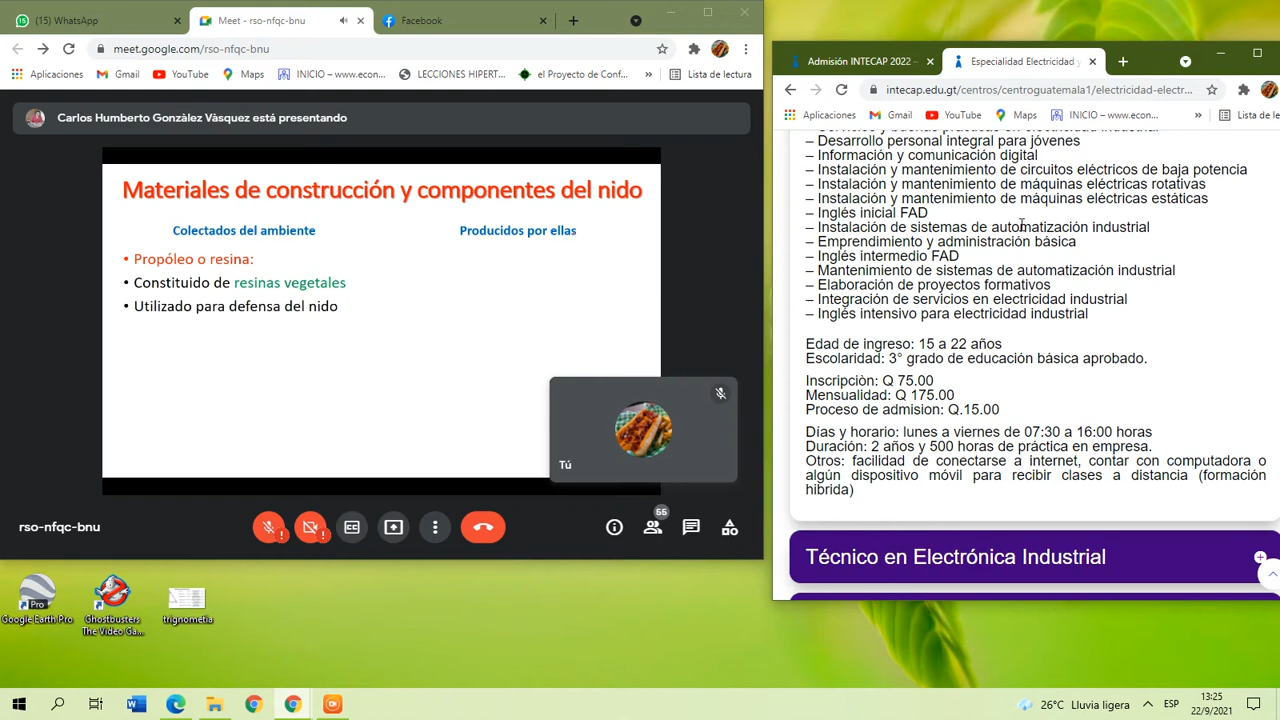 (15) WhatsApp
Meet - rso-nfqc-bnu
Facebook
meet.google.com/rso-nfqc-bnu
Aplicaciones
Gmail
YouTube
Maps
INICIO – www.econ...
LECCIONES HIPERT...
el Proyecto de Conf...
»
Lista de lectura
Carlos Humberto Gonzàlez Vàsquez está presentando
Materiales de construcción y componentes del nido
Colectados del ambiente
Producidos por ellas
• Propóleo o resina:
• Constituido de resinas vegetales
• Utilizado para defensa del nido
Tú
rso-nfqc-bnu
55
Admisión INTECAP 2022 –
Especialidad Electricidad y
intecap.edu.gt/centros/centroguatemala1/electricidad-electr...
Aplicaciones
Gmail
YouTube
Maps
INICIO – www.econ...
»
Lista de le
– Servicios y buenas prácticas en electricidad industrial
– Desarrollo personal integral para jóvenes
– Información y comunicación digital
– Instalación y mantenimiento de circuitos eléctricos de baja potencia
– Instalación y mantenimiento de máquinas eléctricas rotativas
– Instalación y mantenimiento de máquinas eléctricas estáticas
– Inglés inicial FAD
– Instalación de sistemas de automatización industrial
– Emprendimiento y administración básica
– Inglés intermedio FAD
– Mantenimiento de sistemas de automatización industrial
– Elaboración de proyectos formativos
– Integración de servicios en electricidad industrial
– Inglés intensivo para electricidad industrial
Edad de ingreso: 15 a 22 años
Escolaridad: 3° grado de educación básica aprobado.
Inscripciòn: Q 75.00
Mensualidad: Q 175.00
Proceso de admision: Q.15.00
Días y horario: lunes a viernes de 07:30 a 16:00 horas
Duración: 2 años y 500 horas de práctica en empresa.
Otros: facilidad de conectarse a internet, contar con computadora o
algún dispositivo móvil para recibir clases a distancia (formación
hibrida)
Técnico en Electrónica Industrial
Google Earth Pro
Ghostbusters
The Video Ga...
trignometia
26°C Lluvia ligera
ESP
13:25
22/9/2021